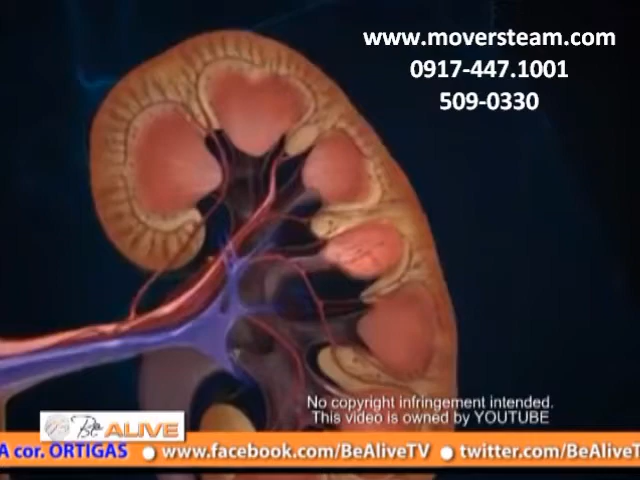 www.moversteam.com
0917-447.1001
509-0330
No copyright infringement intended.
This video is owned by YOUTUBE
Be ALIVE
A cor. ORTIGAS ● www.facebook.com/BeAliveTV ● twitter.com/BeAliveT